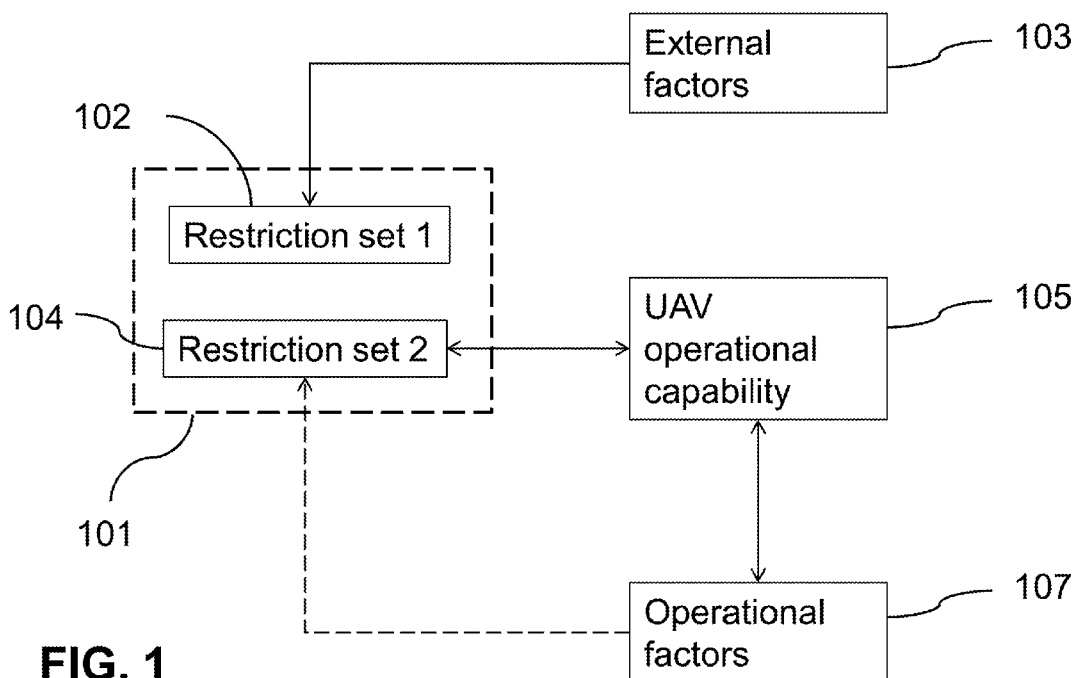 External
factors
103
102
Restriction set 1
104
Restriction set 2
UAV
operational
capability
105
101
Operational
factors
107
FIG. 1